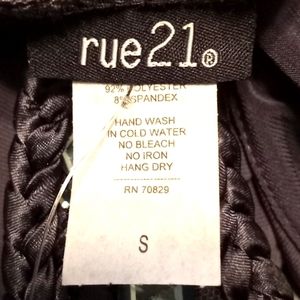 rue21®
92% POLYESTER
8% SPANDEX
HAND WASH
IN COLD WATER
NO BLEACH
NO IRON
HANG DRY
RN 70829
S